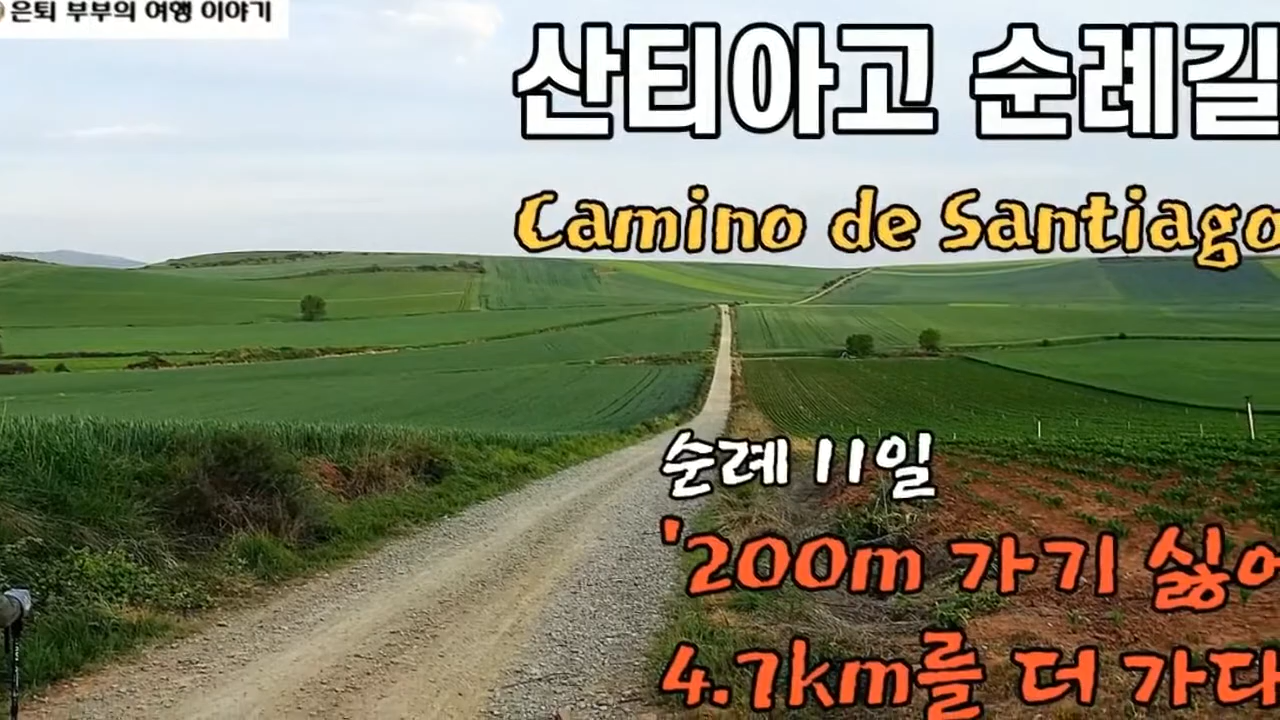 은퇴 부부의 여행 이야기
산티아고 순례길
Camino de Santiago
순례 11일
'200m 가기 싫어
4.7km를 더 가다